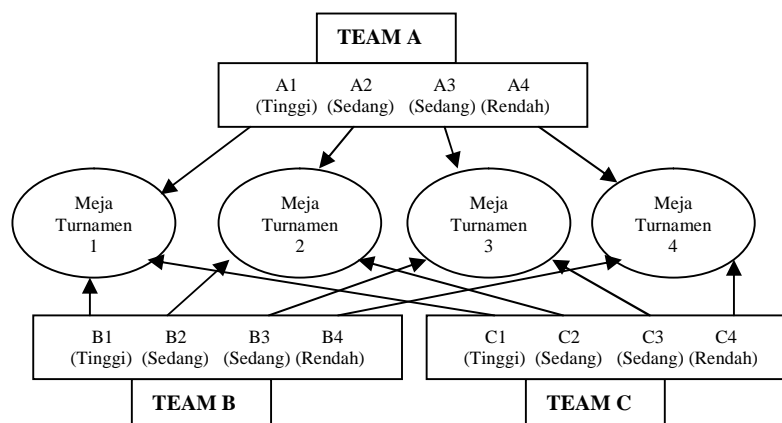 TEAM A
A1 A2 A3 A4
(Tinggi) (Sedang) (Sedang) (Rendah)
Meja
Turnamen
1
Meja
Turnamen
2
Meja
Turnamen
3
Meja
Turnamen
4
B1 B2 B3 B4
(Tinggi) (Sedang) (Sedang) (Rendah)
TEAM B
C1 C2 C3 C4
(Tinggi) (Sedang) (Sedang) (Rendah)
TEAM C